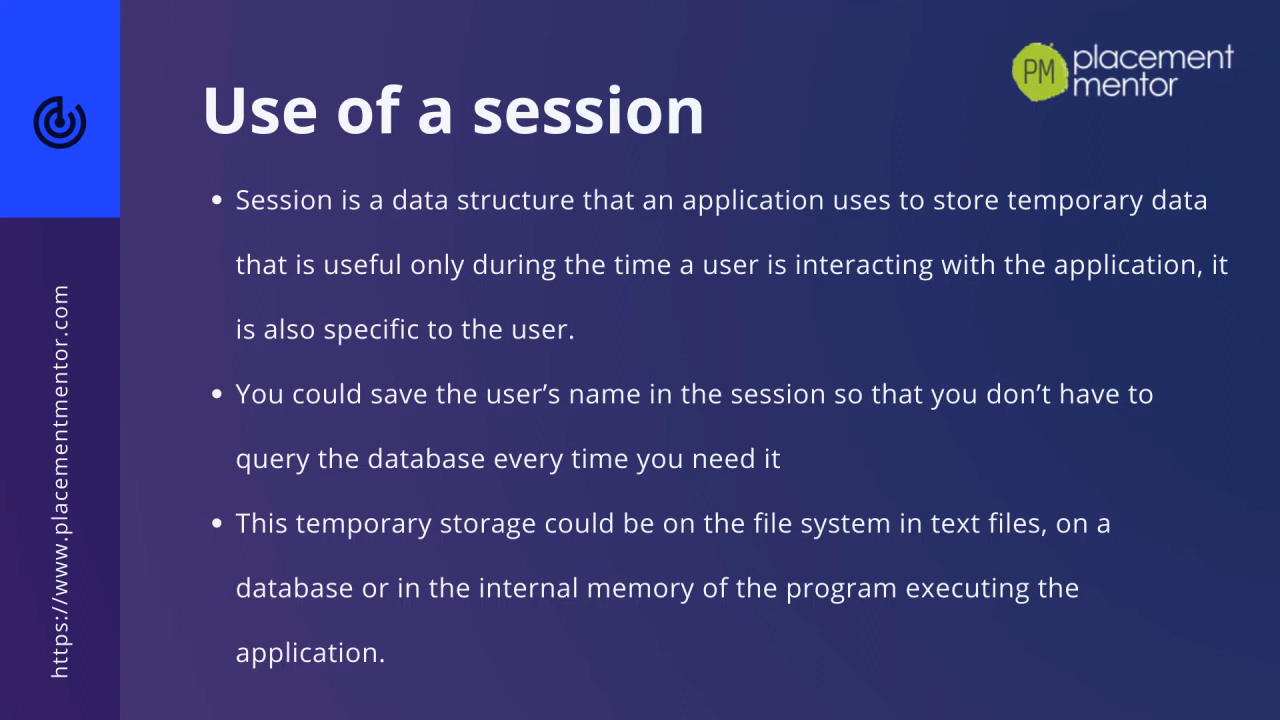 PM placement
mentor
Use of a session
• Session is a data structure that an application uses to store temporary data
that is useful only during the time a user is interacting with the application, it
is also specific to the user.
• You could save the user’s name in the session so that you don’t have to
query the database every time you need it
• This temporary storage could be on the file system in text files, on a
database or in the internal memory of the program executing the
application.
https://www.placementmentor.com